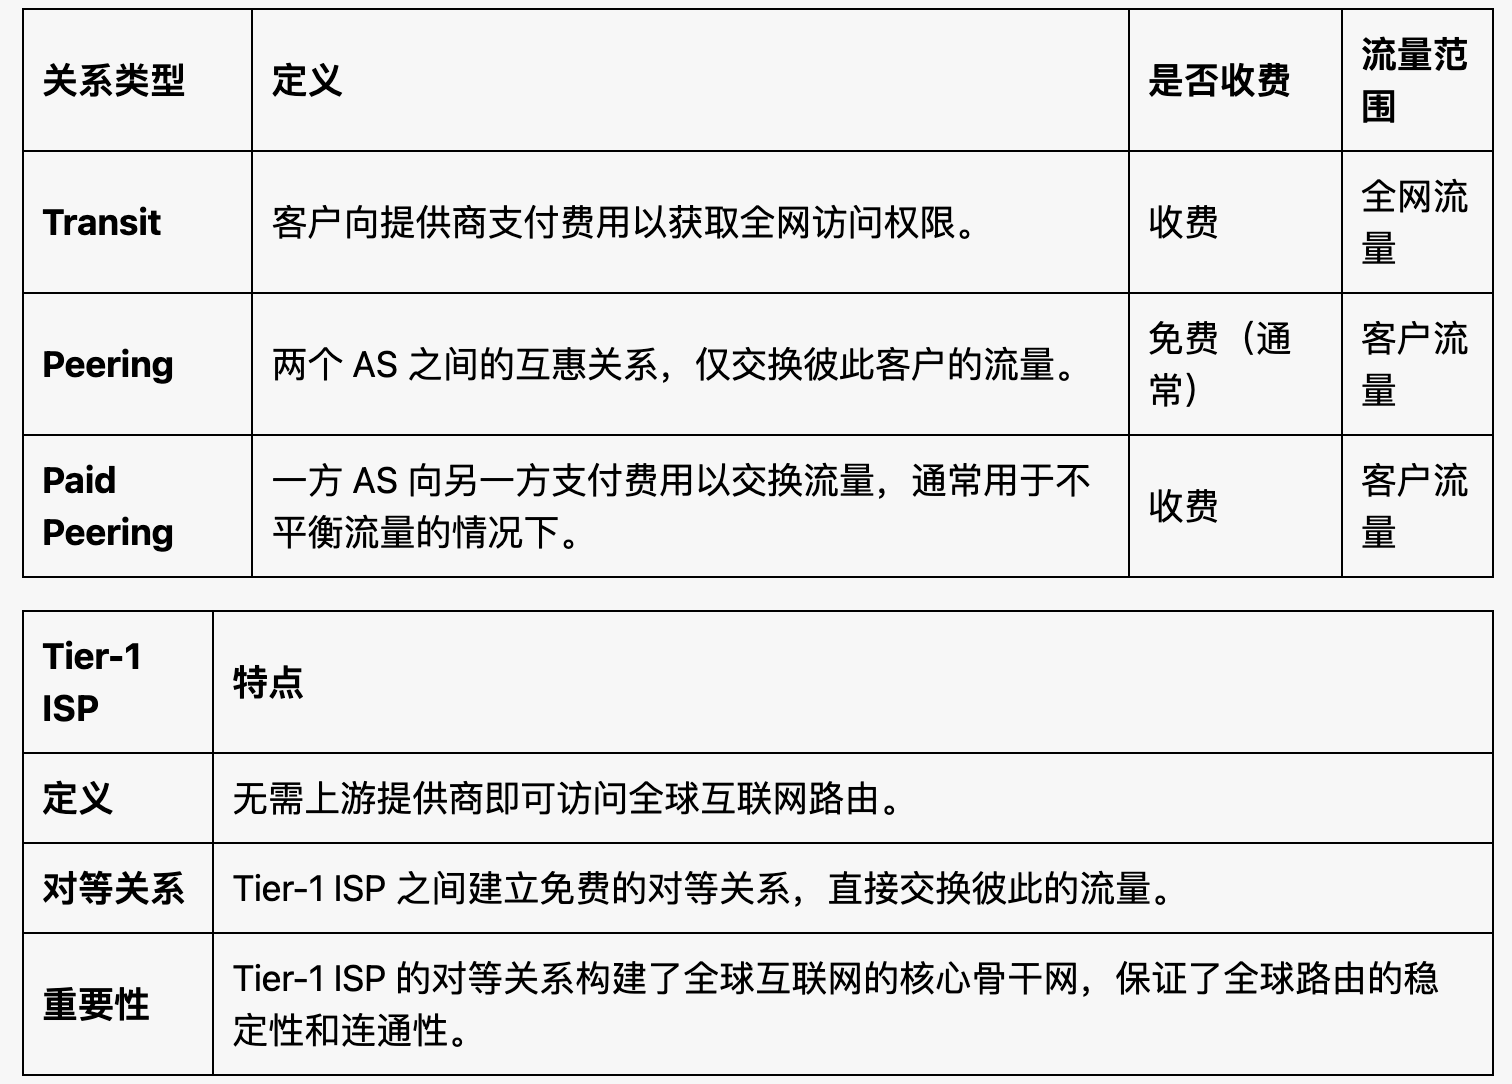 关系类型
定义
是否收费
流量范
围
Transit
客户向提供商支付费用以获取全网访问权限。
收费
全网流
量
Peering
两个 AS 之间的互惠关系，仅交换彼此客户的流量。
免费（通
常）
客户流
量
Paid
Peering
一方 AS 向另一方支付费用以交换流量，通常用于不
平衡流量的情况下。
收费
客户流
量
Tier-1
ISP
特点
定义
无需上游提供商即可访问全球互联网路由。
对等关系
Tier-1 ISP 之间建立免费的对等关系，直接交换彼此的流量。
重要性
Tier-1 ISP 的对等关系构建了全球互联网的核心骨干网，保证了全球路由的稳
定性和连通性。